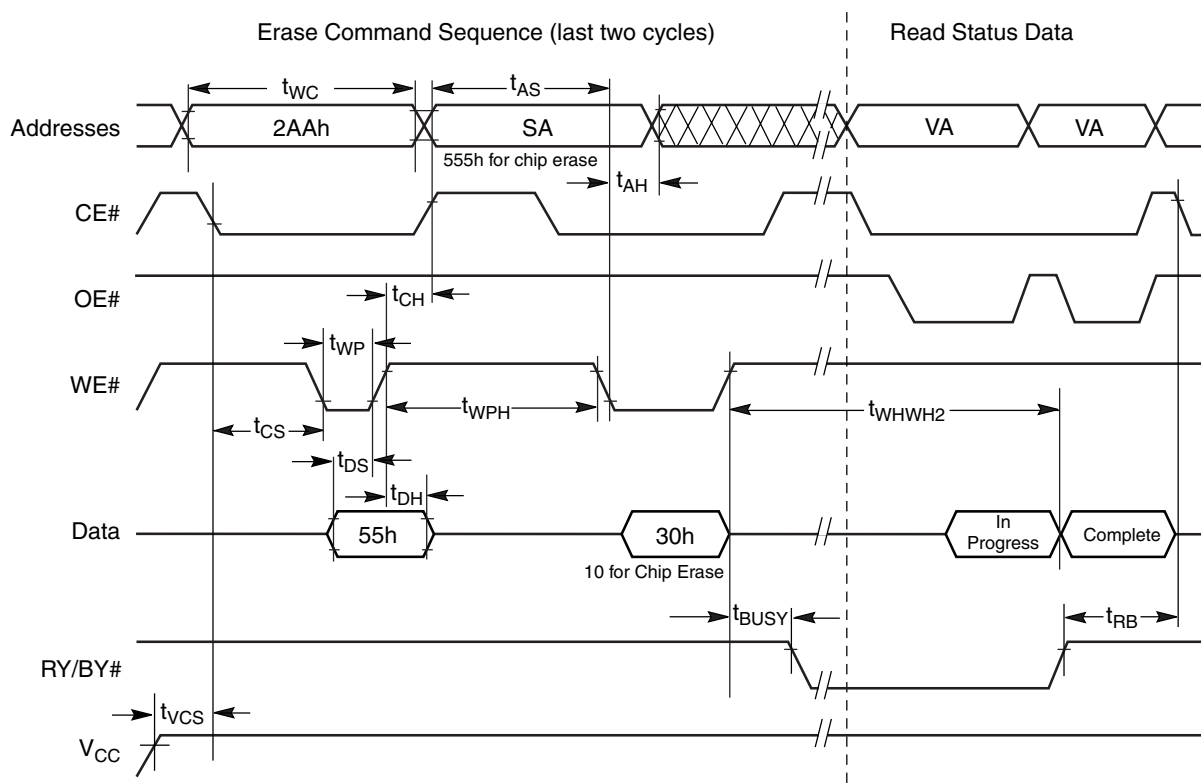 Erase Command Sequence (last two cycles)
Read Status Data
tWC
tAS
Addresses
2AAh
SA
VA
VA
555h for chip erase
tAH
CE#
OE#
tCH
tWP
WE#
tWPH
tWHWH2
tCS
tDS
tDH
Data
55h
30h
In
Progress
Complete
10 for Chip Erase
tBUSY
tRB
RY/BY#
tVCS
VCC